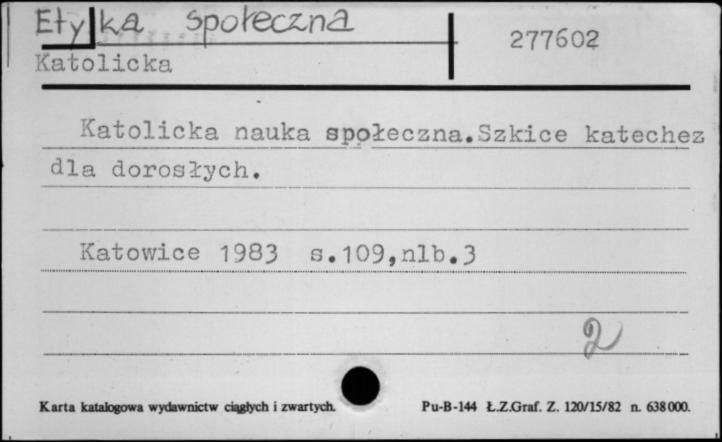 Etyka społeczna
277602
Katolicka
Katolicka nauka społeczna.Szkice katechez
dla dorosłych.
Katowice 1983 s.109,nlb.3
2
Karta katalogowa wydawnictw ciągłych i zwartych.
Pu-B-144 Ł.Z.Graf. Z. 120/15/82 n. 638000.